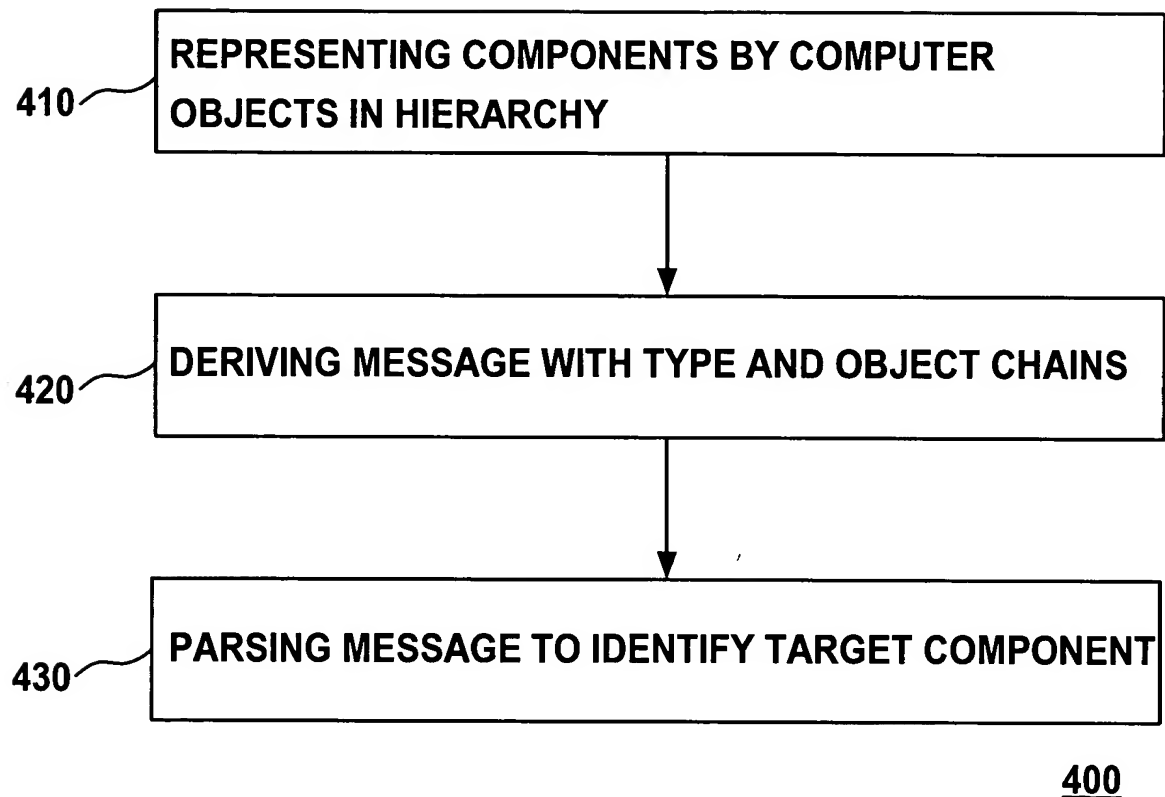 REPRESENTING COMPONENTS BY COMPUTER
OBJECTS IN HIERARCHY
410
DERIVING MESSAGE WITH TYPE AND OBJECT CHAINS
420
PARSING MESSAGE TO IDENTIFY TARGET COMPONENT
430
400